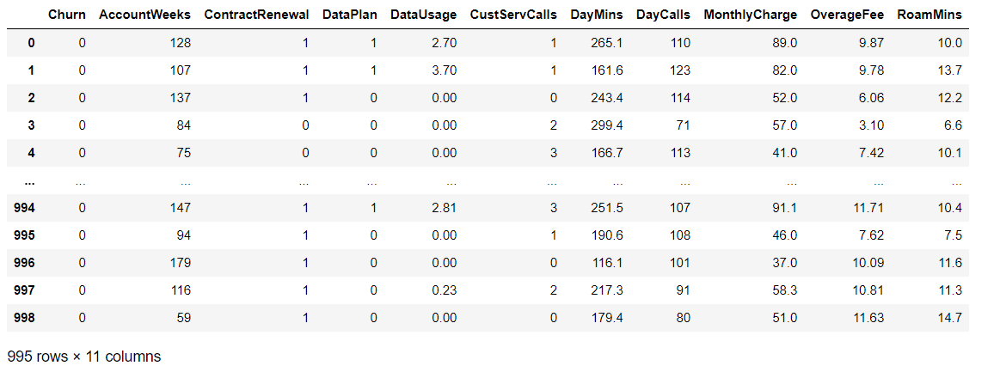 Churn AccountWeeks ContractRenewal DataPlan DataUsage CustServCalls DayMins DayCalls MonthlyCharge OverageFee RoamMins
0 0 128 1 1 2.70 1 265.1 110 89.0 9.87 10.0
1 0 107 1 1 3.70 1 161.6 123 82.0 9.78 13.7
2 0 137 1 0 0.00 0 243.4 114 52.0 6.06 12.2
3 0 84 0 0 0.00 2 299.4 71 57.0 3.10 6.6
4 0 75 0 0 0.00 3 166.7 113 41.0 7.42 10.1
... ... ... ... ... ... ... ... ... ... ... ...
994 0 147 1 1 2.81 3 251.5 107 91.1 11.71 10.4
995 0 94 1 0 0.00 1 190.6 108 46.0 7.62 7.5
996 0 179 1 0 0.00 0 116.1 101 37.0 10.09 11.6
997 0 116 1 0 0.23 2 217.3 91 58.3 10.81 11.3
998 0 59 1 0 0.00 0 179.4 80 51.0 11.63 14.7
995 rows × 11 columns